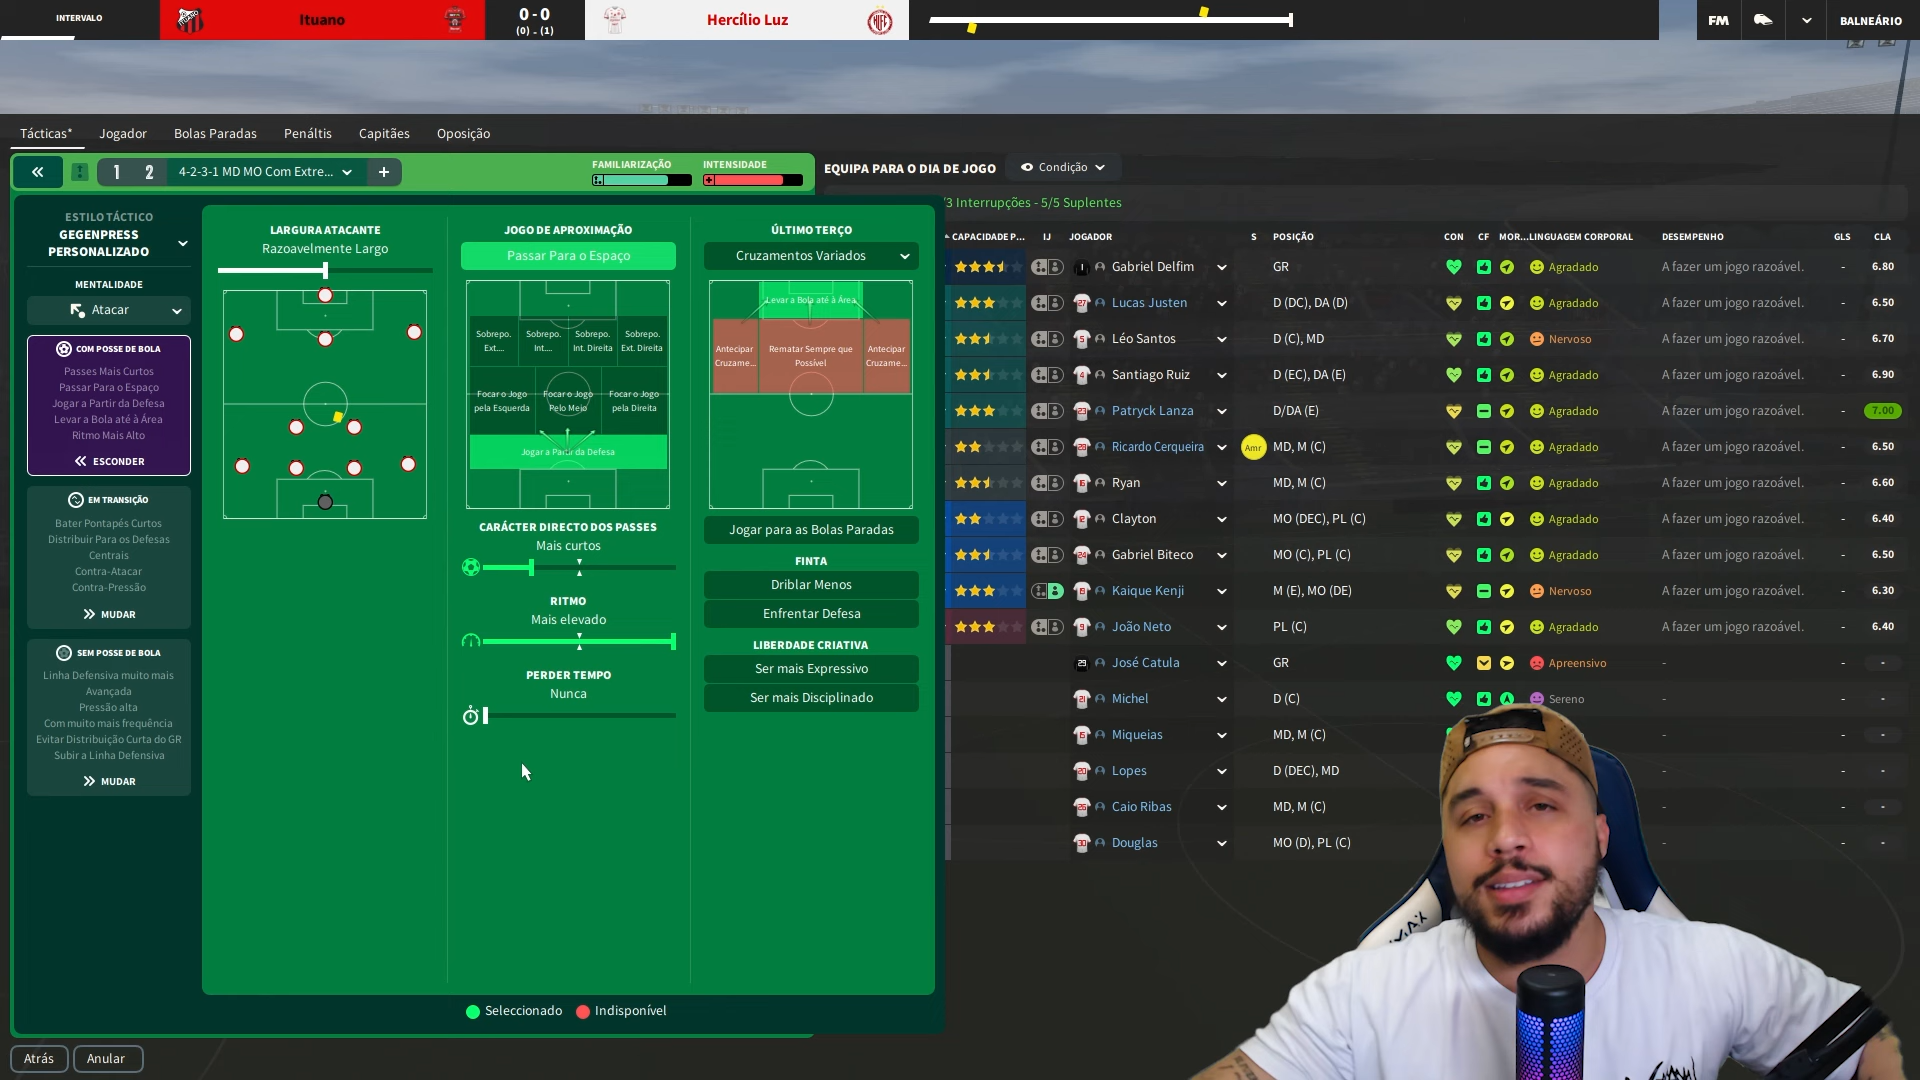 INTERVALO
Ituano
0 - 0
(0) - (1)
Hercílio Luz
FM
BALNEÁRIO
Tácticas*
Jogador
Bolas Paradas
Penáltis
Capitães
Oposição
1
2
4-2-3-1 MD MO Com Extre...
+
FAMILIARIZAÇÃO
INTENSIDADE
EQUIPA PARA O DIA DE JOGO
Condição
/3 Interrupções - 5/5 Suplentes
ESTILO TÁCTICO
GEGENPRESS
PERSONALIZADO
MENTALIDADE
Atacar
COM POSSE DE BOLA
Passes Mais Curtos
Passar Para o Espaço
Jogar a Partir da Defesa
Levar a Bola até à Área
Ritmo Mais Alto
ESCONDER
EM TRANSIÇÃO
Bater Pontapés Curtos
Distribuir Para os Defesas
Centrais
Contra-Atacar
Contra-Pressão
MUDAR
SEM POSSE DE BOLA
Linha Defensiva muito mais
Avançada
Pressão alta
Com muito mais frequência
Evitar Distribuição Curta do GR
Subir a Linha Defensiva
MUDAR
LARGURA ATACANTE
Razoavelmente Largo
JOGO DE APROXIMAÇÃO
Passar Para o Espaço
Sobrepo. Ext....
Sobrepo. Int....
Sobrepo. Int. Direita
Sobrepo. Ext. Direita
Focar o Jogo pela Esquerda
Focar o Jogo Pelo Meio
Focar o Jogo pela Direita
Jogar a Partir da Defesa
CARÁCTER DIRECTO DOS PASSES
Mais curtos
RITMO
Mais elevado
PERDER TEMPO
Nunca
ÚLTIMO TERÇO
Cruzamentos Variados
Levar a Bola até à Área
Antecipar Cruzame...
Rematar Sempre que Possível
Antecipar Cruzame...
Jogar para as Bolas Paradas
FINTA
Driblar Menos
Enfrentar Defesa
LIBERDADE CRIATIVA
Ser mais Expressivo
Ser mais Disciplinado
Seleccionado
Indisponível
Atrás
Anular
CAPACIDADE P... IJ JOGADOR S POSIÇÃO CON CF MOR... LINGUAGEM CORPORAL DESEMPENHO GLS CLA
1 Gabriel Delfim GR Agradado A fazer um jogo razoável. - 6.80
27 Lucas Justen D (DC), DA (D) Agradado A fazer um jogo razoável. - 6.50
5 Léo Santos D (C), MD Nervoso A fazer um jogo razoável. - 6.70
4 Santiago Ruiz D (EC), DA (E) Agradado A fazer um jogo razoável. - 6.90
23 Patryck Lanza D/DA (E) Agradado A fazer um jogo razoável. - 7.00
Ricardo Cerqueira Amr MD, M (C) Agradado A fazer um jogo razoável. - 6.50
Ryan MD, M (C) Agradado A fazer um jogo razoável. - 6.60
Clayton MO (DEC), PL (C) Agradado A fazer um jogo razoável. - 6.40
Gabriel Biteco MO (C), PL (C) Agradado A fazer um jogo razoável. - 6.50
Kaique Kenji M (E), MO (DE) Nervoso A fazer um jogo razoável. - 6.30
9 João Neto PL (C) Agradado A fazer um jogo razoável. - 6.40
José Catula GR Apreensivo - - -
21 Michel D (C) Sereno - - -
Miqueias MD, M (C) - - -
20 Lopes D (DEC), MD - - -
Caio Ribas MD, M (C) - - -
30 Douglas MO (D), PL (C) - - -